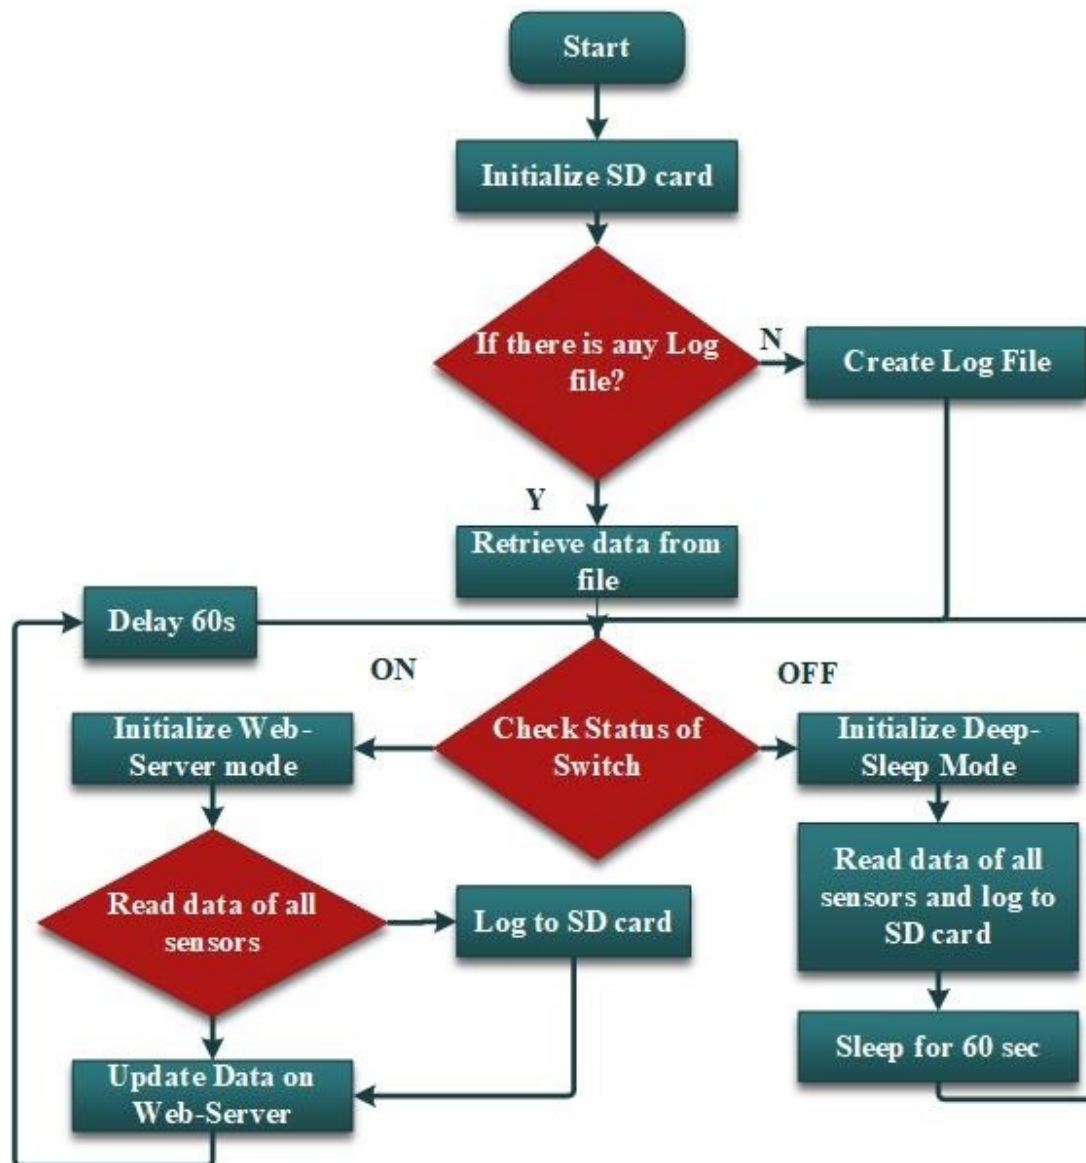 Start
Initialize SD card
If there is any Log
file?
N
Create Log File
Y
Retrieve data from
file
Delay 60s
ON
OFF
Initialize Web-
Server mode
Check Status of
Switch
Initialize Deep-
Sleep Mode
Read data of all
sensors
Log to SD card
Read data of all
sensors and log to
SD card
Update Data on
Web-Server
Sleep for 60 sec